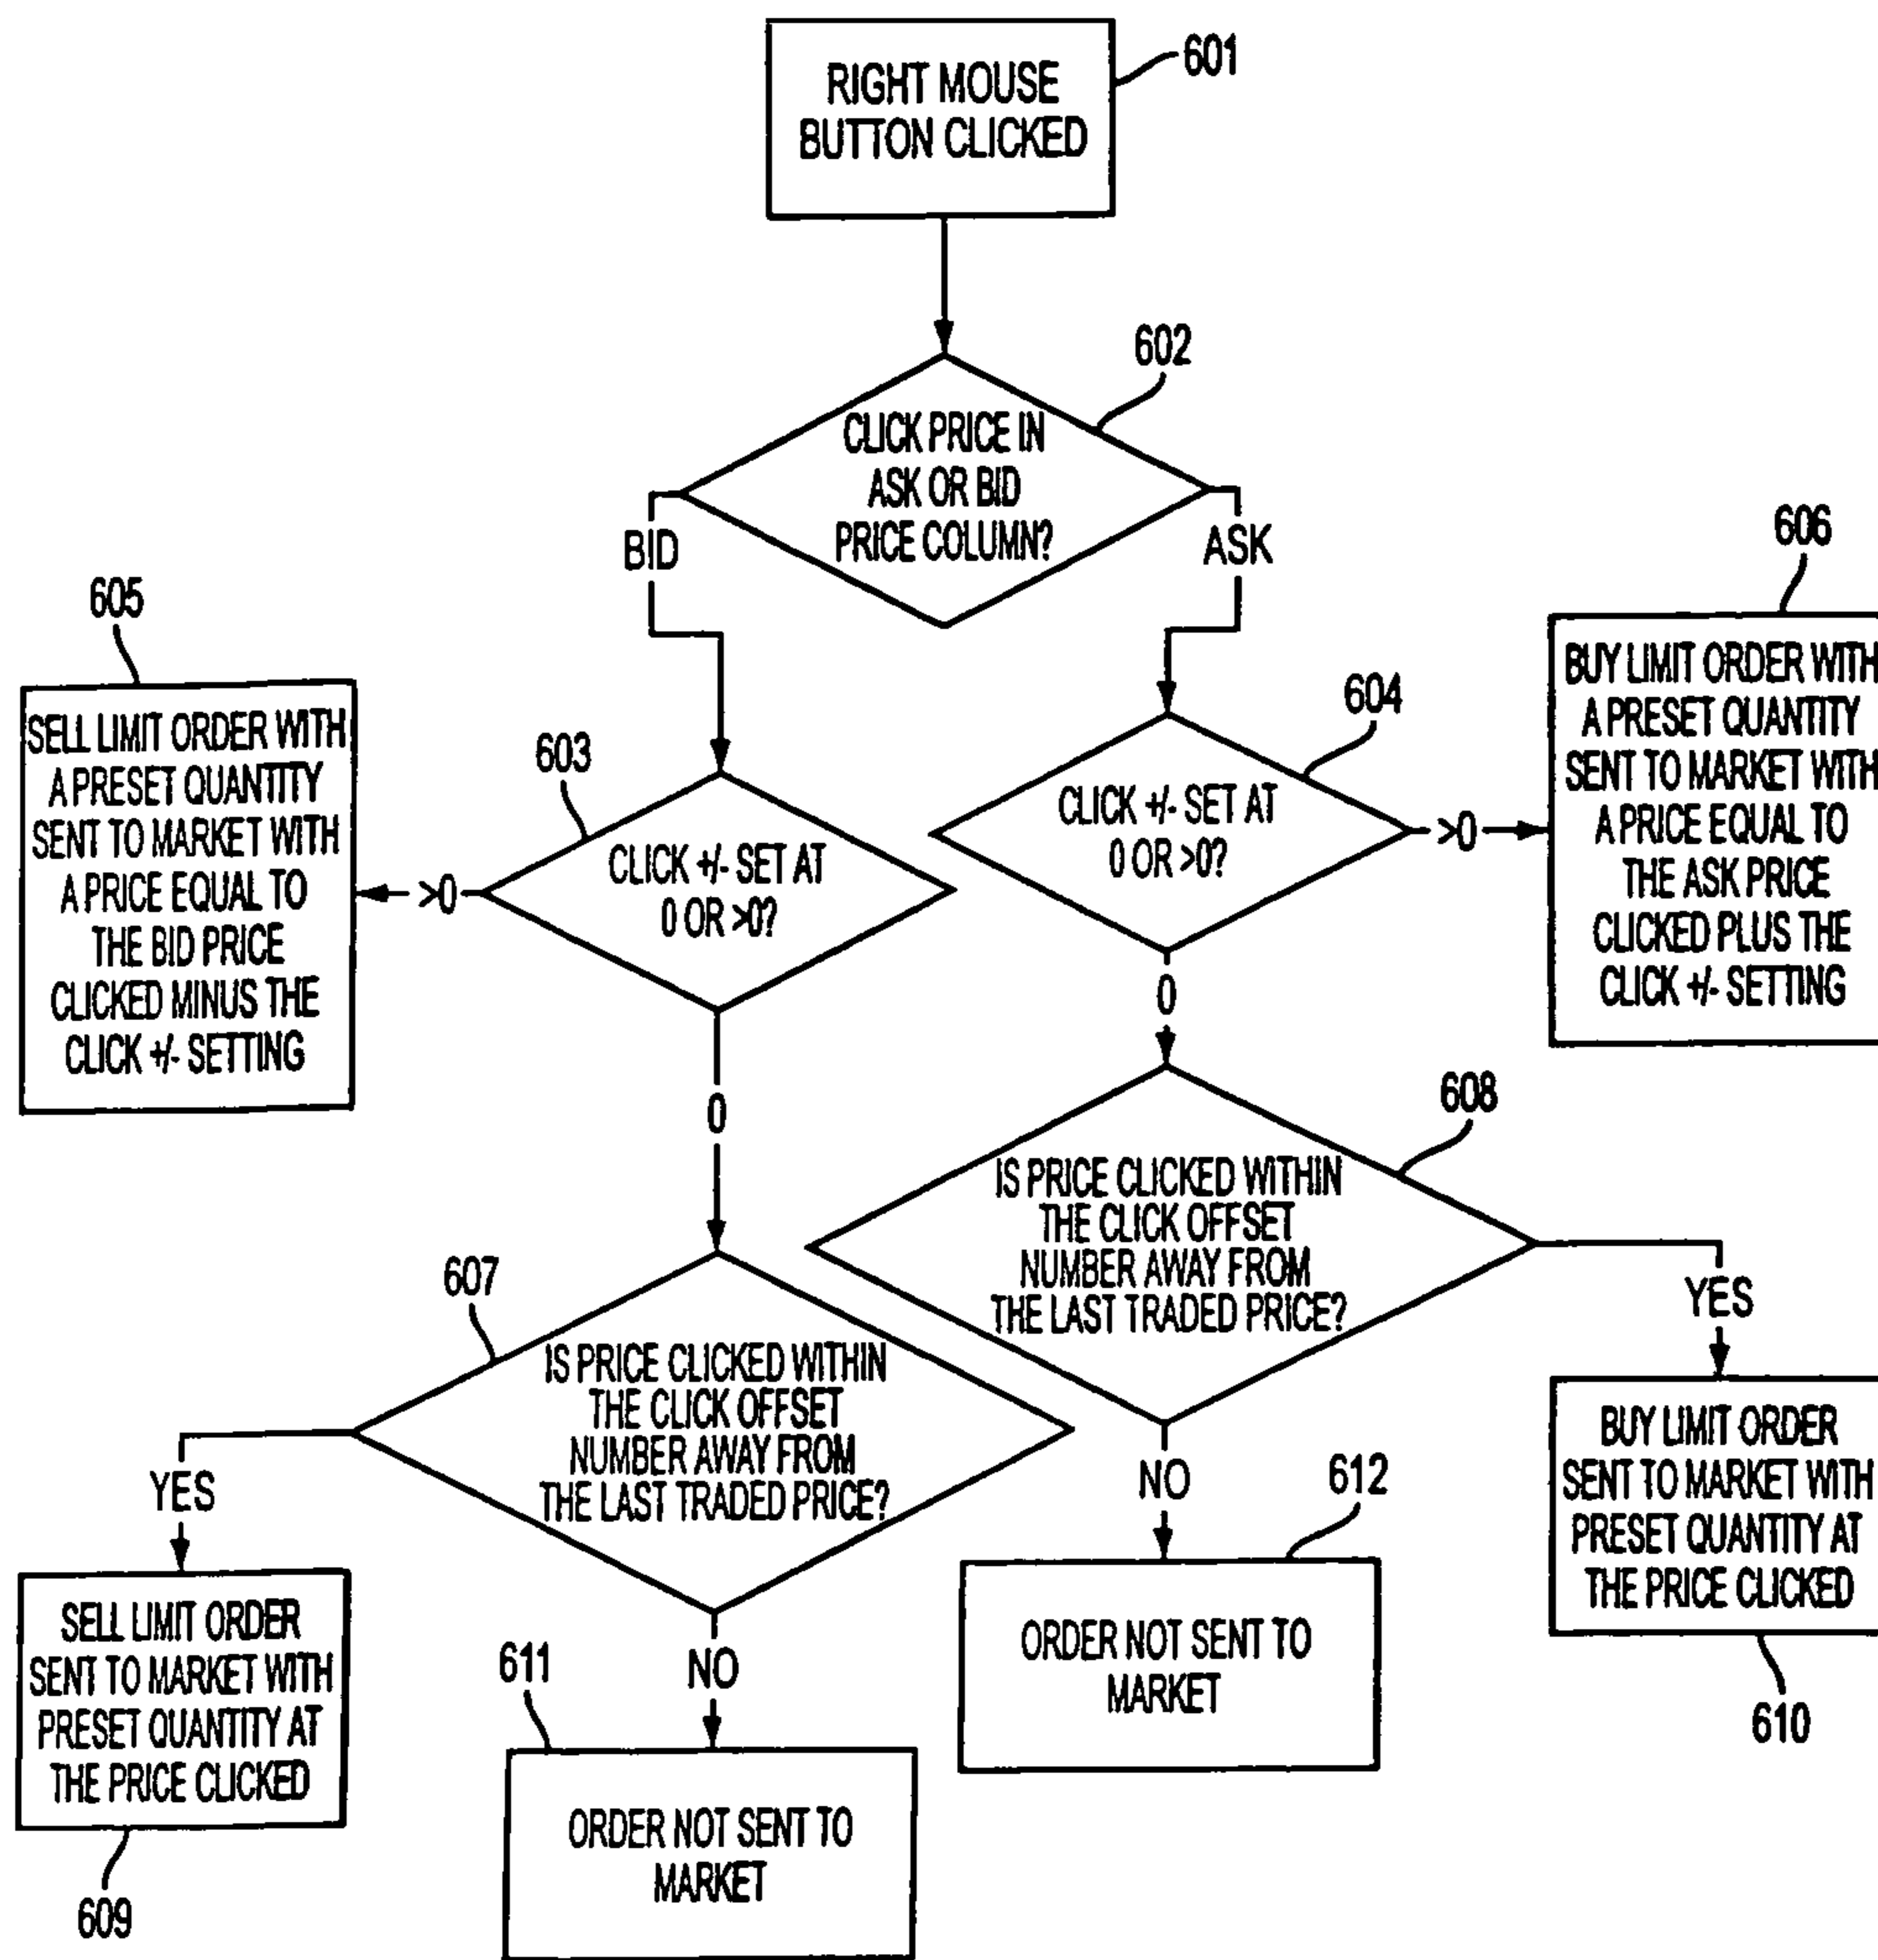 RIGHT MOUSE
BUTTON CLICKED
601
602
CLICK PRICE IN
ASK OR BID
PRICE COLUMN?
BID
ASK
605
SELL LIMIT ORDER WITH
A PRESET QUANTITY
SENT TO MARKET WITH
A PRICE EQUAL TO
THE BID PRICE
CLICKED MINUS THE
CLICK +/- SETTING
603
CLICK +/- SET AT
0 OR >0?
>0
0
604
CLICK +/- SET AT
0 OR >0?
>0
0
606
BUY LIMIT ORDER WITH
A PRESET QUANTITY
SENT TO MARKET WITH
A PRICE EQUAL TO
THE ASK PRICE
CLICKED PLUS THE
CLICK +/- SETTING
607
IS PRICE CLICKED WITHIN
THE CLICK OFFSET
NUMBER AWAY FROM
THE LAST TRADED PRICE?
YES
NO
608
IS PRICE CLICKED WITHIN
THE CLICK OFFSET
NUMBER AWAY FROM
THE LAST TRADED PRICE?
YES
NO
SELL LIMIT ORDER
SENT TO MARKET WITH
PRESET QUANTITY AT
THE PRICE CLICKED
609
611
ORDER NOT SENT TO
MARKET
612
ORDER NOT SENT TO
MARKET
BUY LIMIT ORDER
SENT TO MARKET WITH
PRESET QUANTITY AT
THE PRICE CLICKED
610